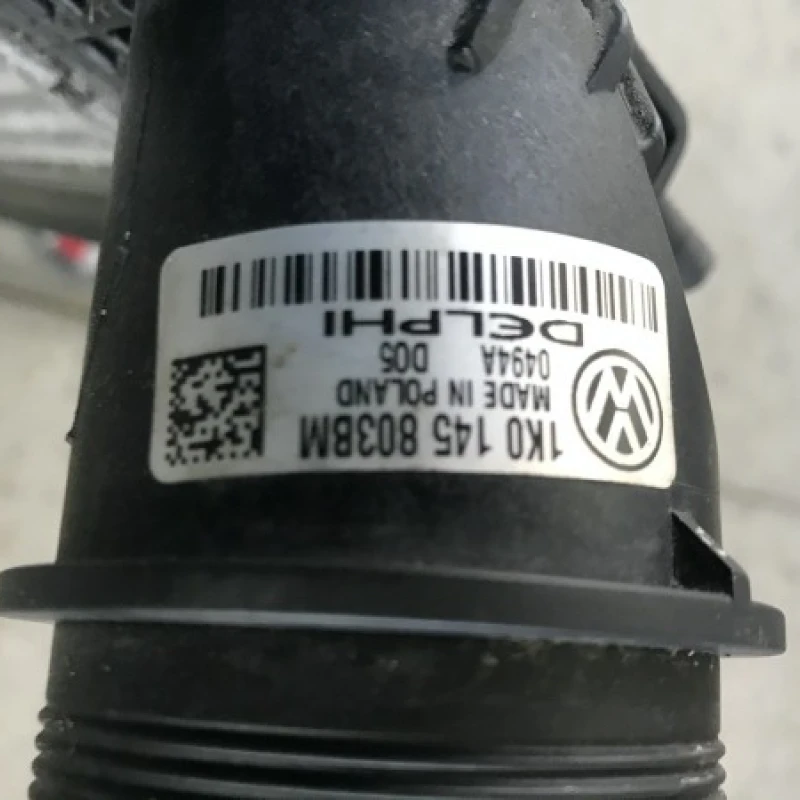 1K0 145 803BM
MADE IN POLAND
0494A D05
DELPHI